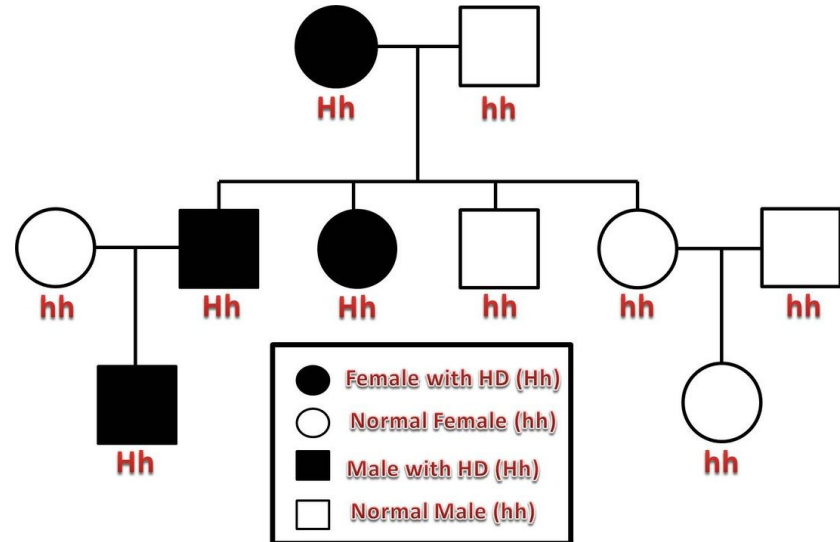 Hh
hh
hh
Hh
Hh
hh
hh
hh
Hh
hh
Female with HD (Hh)
Normal Female (hh)
Male with HD (Hh)
Normal Male (hh)